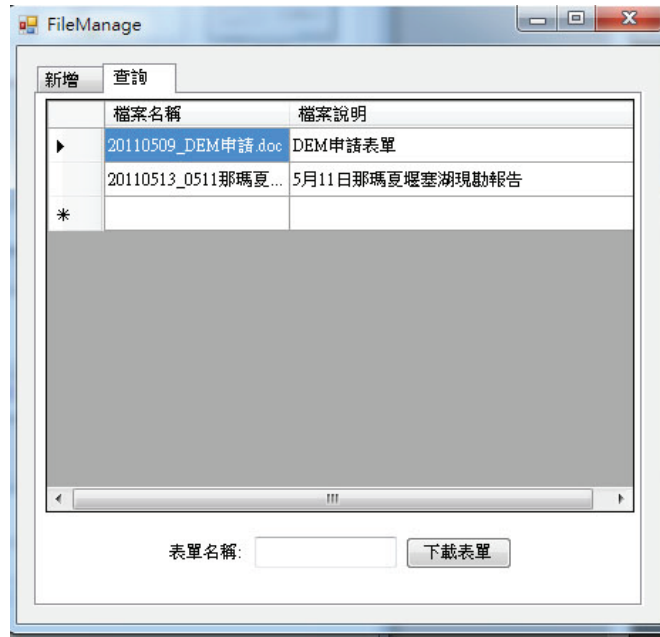 FileManage
新增 查詢
檔案名稱 檔案說明
20110509_DEM申請.doc DEM申請表單
20110513_0511那瑪夏... 5月11日那瑪夏堰塞湖現勘報告
表單名稱: 下載表單